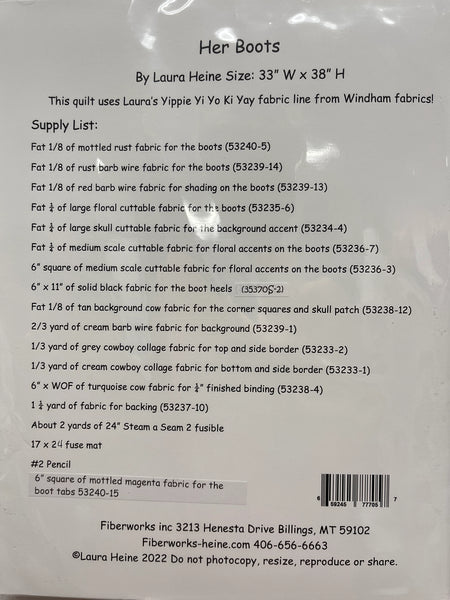 Her Boots
By Laura Heine Size: 33" W x 38" H
This quilt uses Laura's Yippie Yi Yo Ki Yay fabric line from Windham fabrics!
Supply List:
Fat 1/8 of mottled rust fabric for the boots (53240-5)
Fat 1/8 of rust barb wire fabric for the boots (53239-14)
Fat 1/8 of red barb wire fabric for shading on the boots (53239-13)
Fat ¼ of large floral cuttable fabric for the boots (53235-6)
Fat ¼ of large skull cuttable fabric for the background accent (53234-4)
Fat ¼ of medium scale cuttable fabric for floral accents on the boots (53236-7)
6" square of medium scale cuttable fabric for floral accents on the boots (53236-3)
6" x 11" of solid black fabric for the boot heels (35370S-2)
Fat 1/8 of tan background cow fabric for the corner squares and skull patch (53238-12)
2/3 yard of cream barb wire fabric for background (53239-1)
1/3 yard of grey cowboy collage fabric for top and side border (53233-2)
1/3 yard of cream cowboy collage fabric for bottom and side border (53233-1)
6" x WOF of turquoise cow fabric for ¼" finished binding (53238-4)
1 ¼ yard of fabric for backing (53237-10)
About 2 yards of 24" Steam a Seam 2 fusible
17 x 24 fuse mat
#2 Pencil
6" square of mottled magenta fabric for the
boot tabs 53240-15
6 59245 77705 7
Fiberworks inc 3213 Henesta Drive Billings, MT 59102
Fiberworks-heine.com 406-656-6663
©Laura Heine 2022 Do not photocopy, resize, reproduce or share.